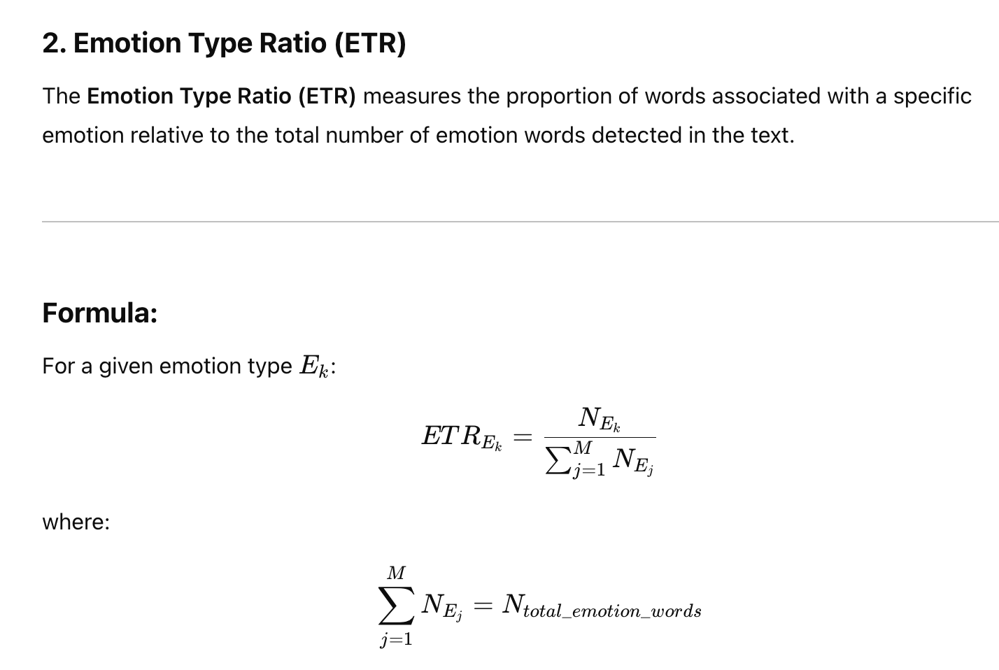 2. Emotion Type Ratio (ETR)
The Emotion Type Ratio (ETR) measures the proportion of words associated with a specific
emotion relative to the total number of emotion words detected in the text.
Formula:
For a given emotion type $E_k$:
$ETR_{E_k} = \frac{N_{E_k}}{\sum_{j=1}^{M} N_{E_j}}$
where:
$\sum_{j=1}^{M} N_{E_j} = N_{total\_emotion\_words}$